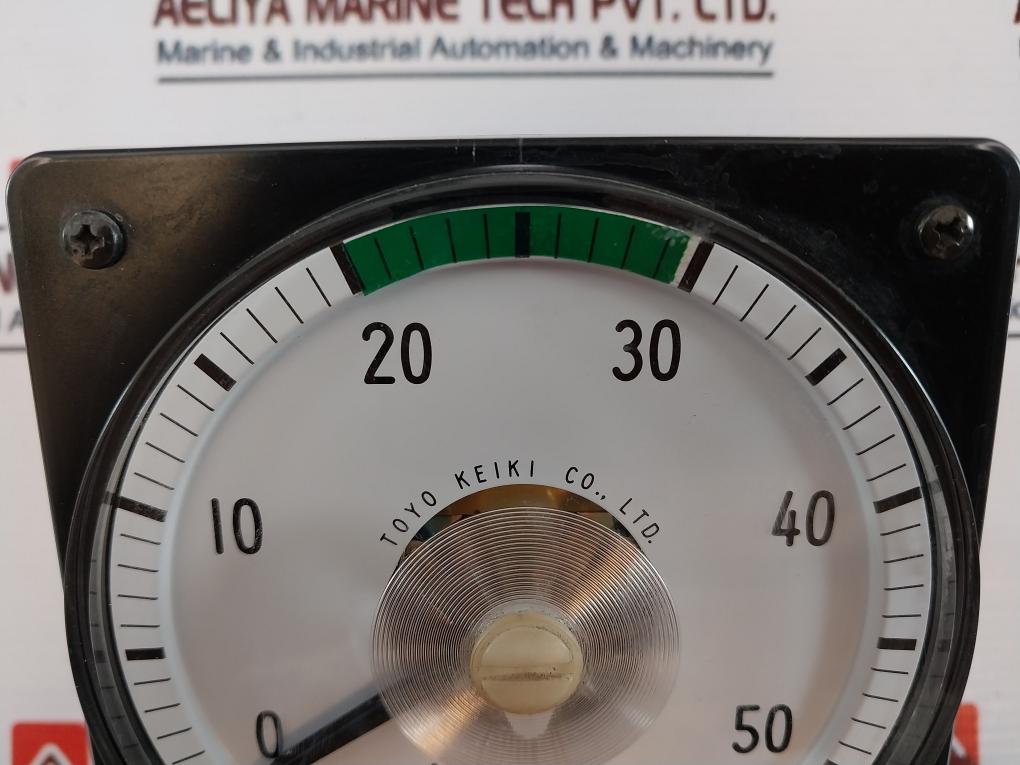 AELIYA MARINE TECH PVT. LTD.
Marine & Industrial Automation & Machinery
20
30
10
40
TOYO KEIKI CO., LTD.
0
50